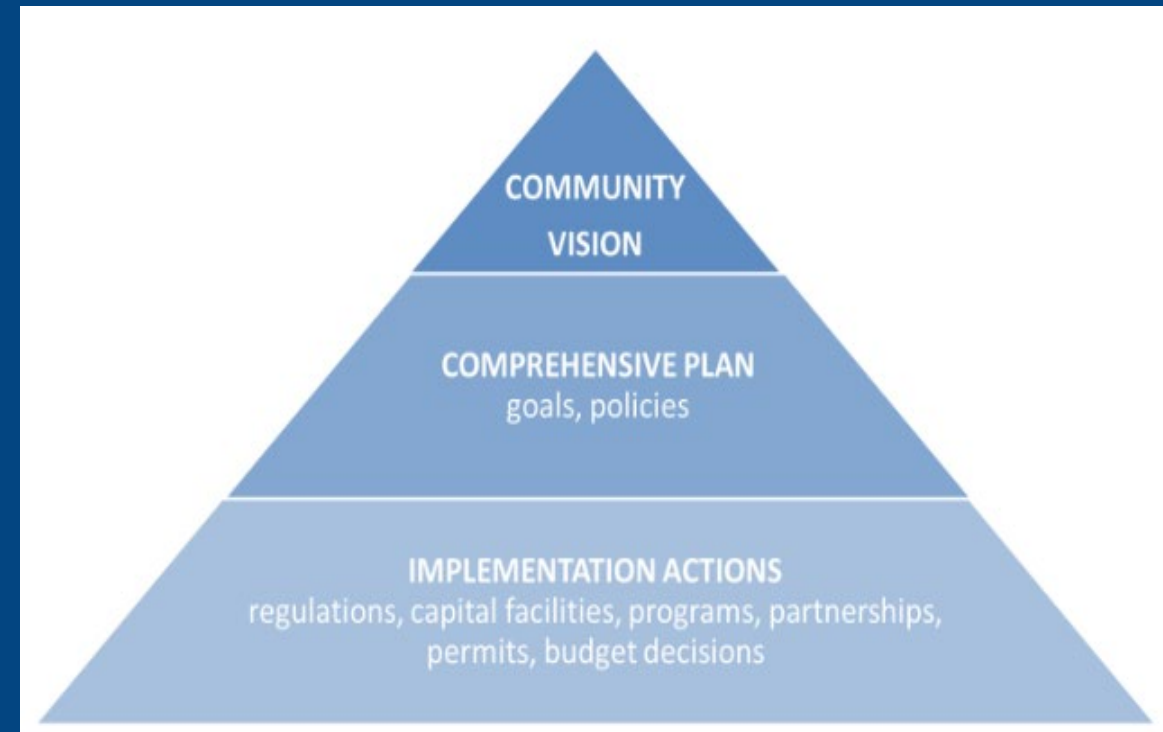 COMMUNITY
VISION
COMPREHENSIVE PLAN
goals, policies
IMPLEMENTATION ACTIONS
regulations, capital facilities, programs, partnerships,
permits, budget decisions